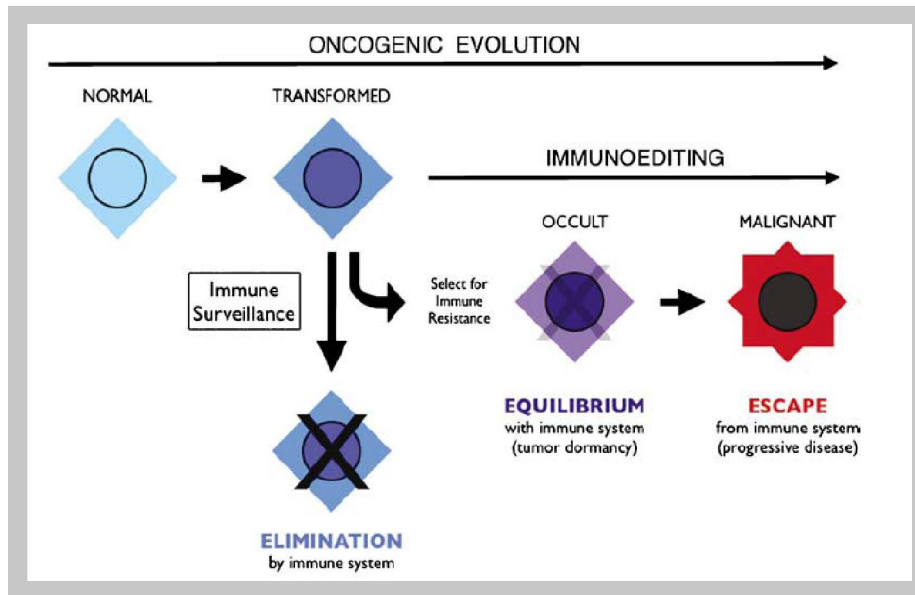 ONCOGENIC EVOLUTION
NORMAL
TRANSFORMED
IMMUNOEDITING
OCCULT
MALIGNANT
Immune
Surveillance
Select for
Immune
Resistance
EQUILIBRIUM
with immune system
(tumor dormancy)
ESCAPE
from immune system
(progressive disease)
ELIMINATION
by immune system